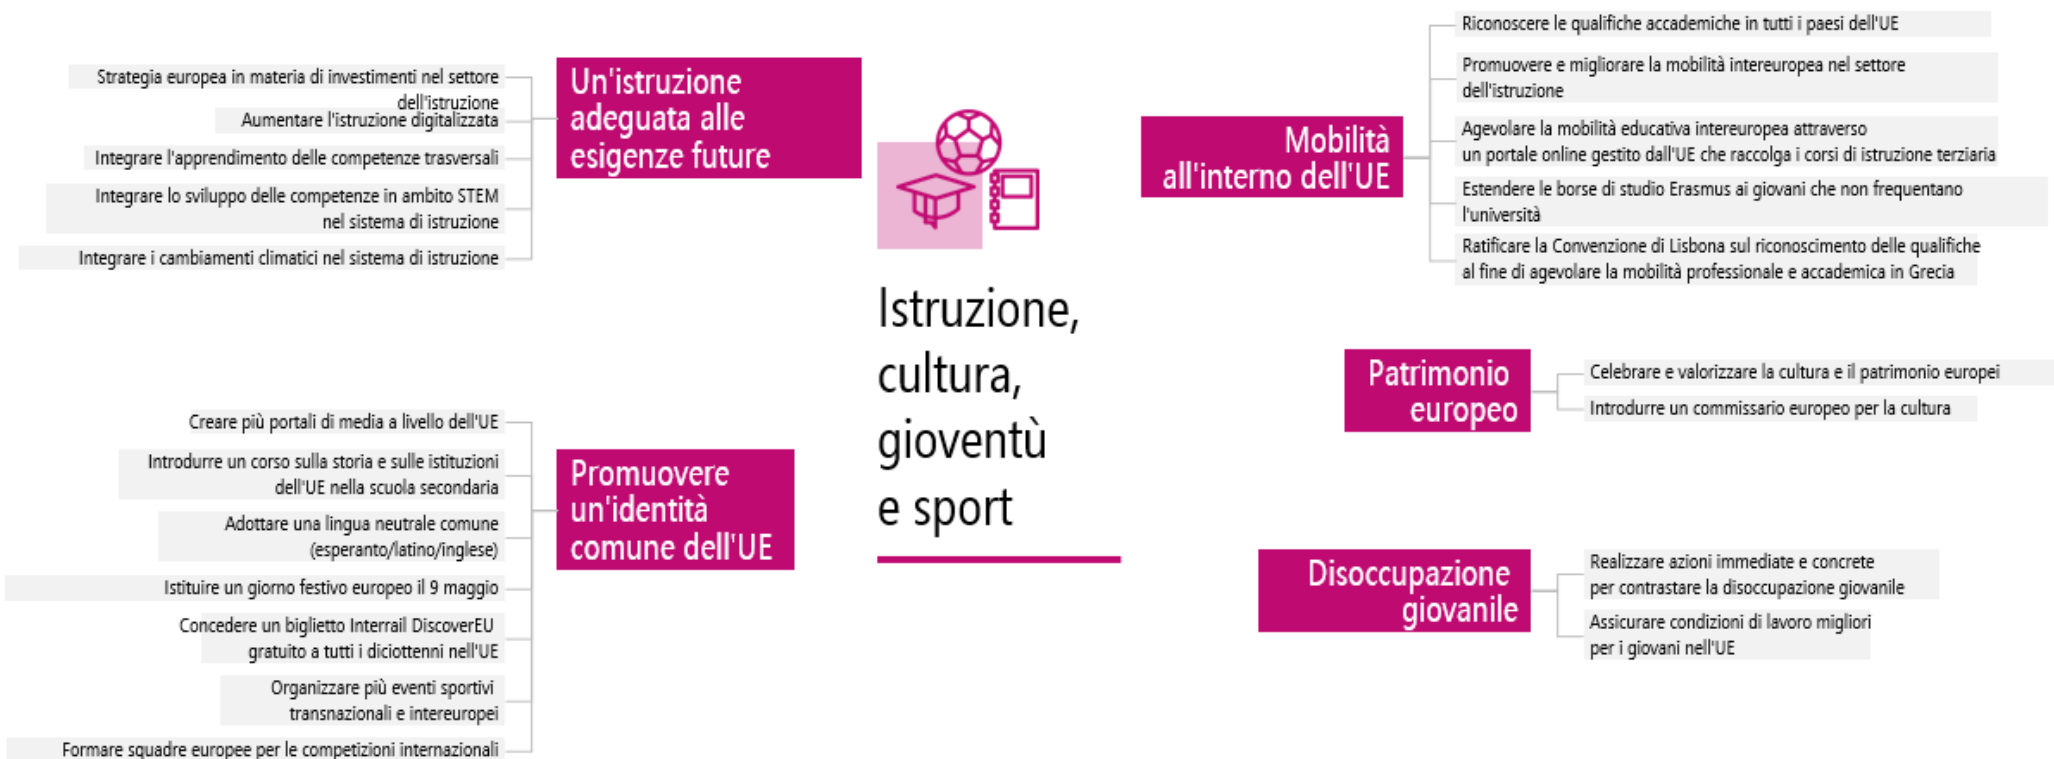 Strategia europea in materia di investimenti nel settore
dell'istruzione
Aumentare l'istruzione digitalizzata
Integrare l'apprendimento delle competenze trasversali
Integrare lo sviluppo delle competenze in ambito STEM
nel sistema di istruzione
Integrare i cambiamenti climatici nel sistema di istruzione
Un'istruzione
adeguata alle
esigenze future
Creare più portali di media a livello dell'UE
Introdurre un corso sulla storia e sulle istituzioni
dell'UE nella scuola secondaria
Adottare una lingua neutrale comune
(esperanto/latino/inglese)
Istituire un giorno festivo europeo il 9 maggio
Concedere un biglietto Interrail DiscoverEU
gratuito a tutti i diciottenni nell'UE
Organizzare più eventi sportivi
transnazionali e intereuropei
Formare squadre europee per le competizioni internazionali
Promuovere
un'identità
comune dell'UE
Istruzione,
cultura,
gioventù
e sport
Mobilità
all'interno dell'UE
Riconoscere le qualifiche accademiche in tutti i paesi dell'UE
Promuovere e migliorare la mobilità intereuropea nel settore
dell'istruzione
Agevolare la mobilità educativa intereuropea attraverso
un portale online gestito dall'UE che raccolga i corsi di istruzione terziaria
Estendere le borse di studio Erasmus ai giovani che non frequentano
l'università
Ratificare la Convenzione di Lisbona sul riconoscimento delle qualifiche
al fine di agevolare la mobilità professionale e accademica in Grecia
Patrimonio
europeo
Celebrare e valorizzare la cultura e il patrimonio europei
Introdurre un commissario europeo per la cultura
Disoccupazione
giovanile
Realizzare azioni immediate e concrete
per contrastare la disoccupazione giovanile
Assicurare condizioni di lavoro migliori
per i giovani nell'UE